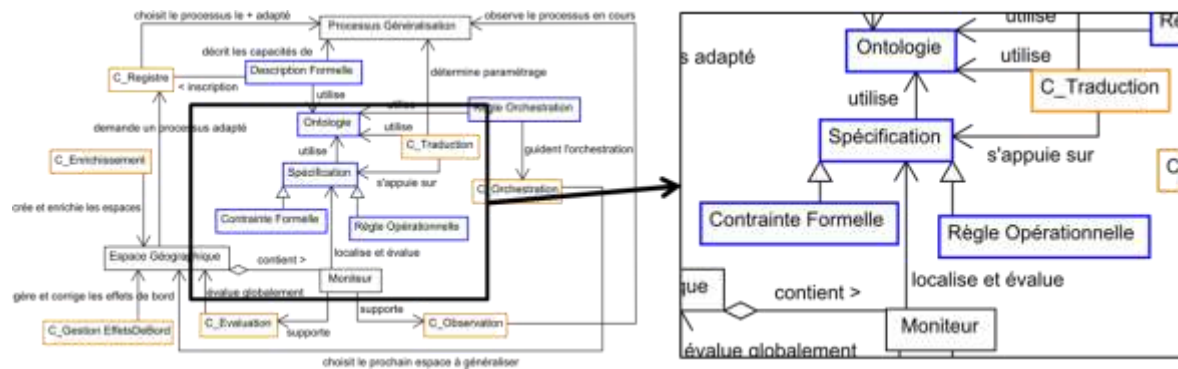 choisit le processus le + adapté
observe le processus en cours
Processus Généralisation
décrit les capacités de
C_Registre
Description Formelle
détermine paramétrage
< inscription
utilise
utilise
Règle Orchestration
Ontologie
demande un processus adapté
utilise
C_Traduction
utilise
guident l'orchestration
C_Enrichissement
Spécification
s'appuie sur
C_Orchestration
crée et enrichie les espaces
Contrainte Formelle
Règle Opérationnelle
Espace Géographique
contient >
localise et évalue
Moniteur
gère et corrige les effets de bord
évalue globalement
supporte
C_Gestion EffetsDeBord
C_Evaluation
supporte
C_Observation
choisit le prochain espace à généraliser
utilise
Rè
Ontologie
s adapté
utilise
utilise
C_Traduction
Spécification
s'appuie sur
C
Contrainte Formelle
Règle Opérationnelle
localise et évalue
que
contient >
Moniteur
évalue globalement